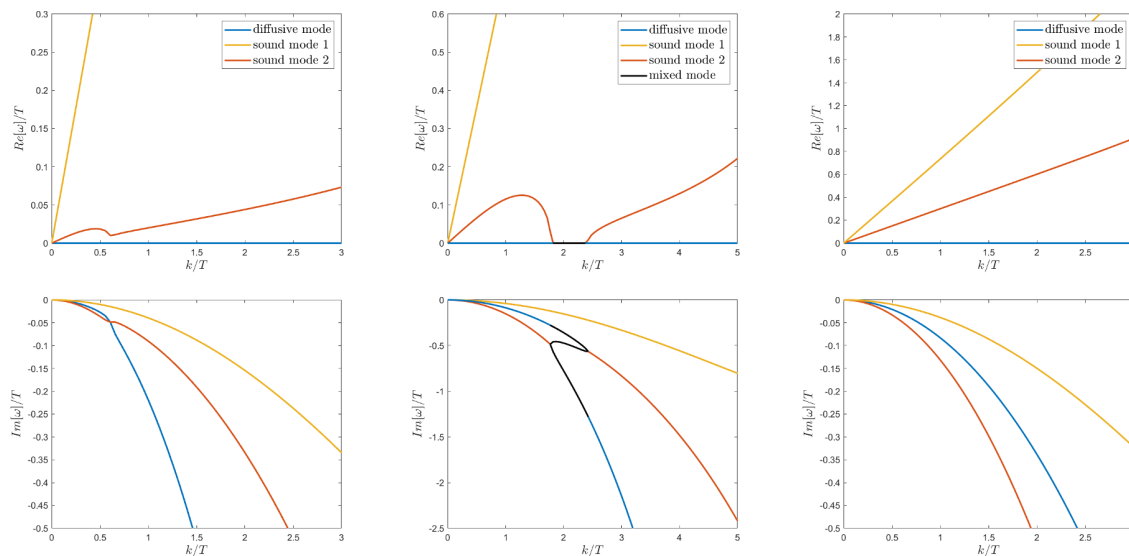 0.3
0.25
0.2
0.15
0.1
0.05
0
Re[ω]/T
0 0.5 1 1.5 2 2.5 3
k/T
diffusive mode
sound mode 1
sound mode 2
0.6
0.5
0.4
0.3
0.2
0.1
0
Re[ω]/T
0 1 2 3 4 5
k/T
diffusive mode
sound mode 1
sound mode 2
mixed mode
2
1.8
1.6
1.4
1.2
1
0.8
0.6
0.4
0.2
0
Re[ω]/T
0 0.5 1 1.5 2 2.5
k/T
diffusive mode
sound mode 1
sound mode 2
0
-0.05
-0.1
-0.15
-0.2
-0.25
-0.3
-0.35
-0.4
-0.45
-0.5
Im[ω]/T
0 0.5 1 1.5 2 2.5 3
k/T
0
-0.5
-1
-1.5
-2
-2.5
Im[ω]/T
0 1 2 3 4 5
k/T
0
-0.05
-0.1
-0.15
-0.2
-0.25
-0.3
-0.35
-0.4
-0.45
-0.5
Im[ω]/T
0 0.5 1 1.5 2 2.5
k/T